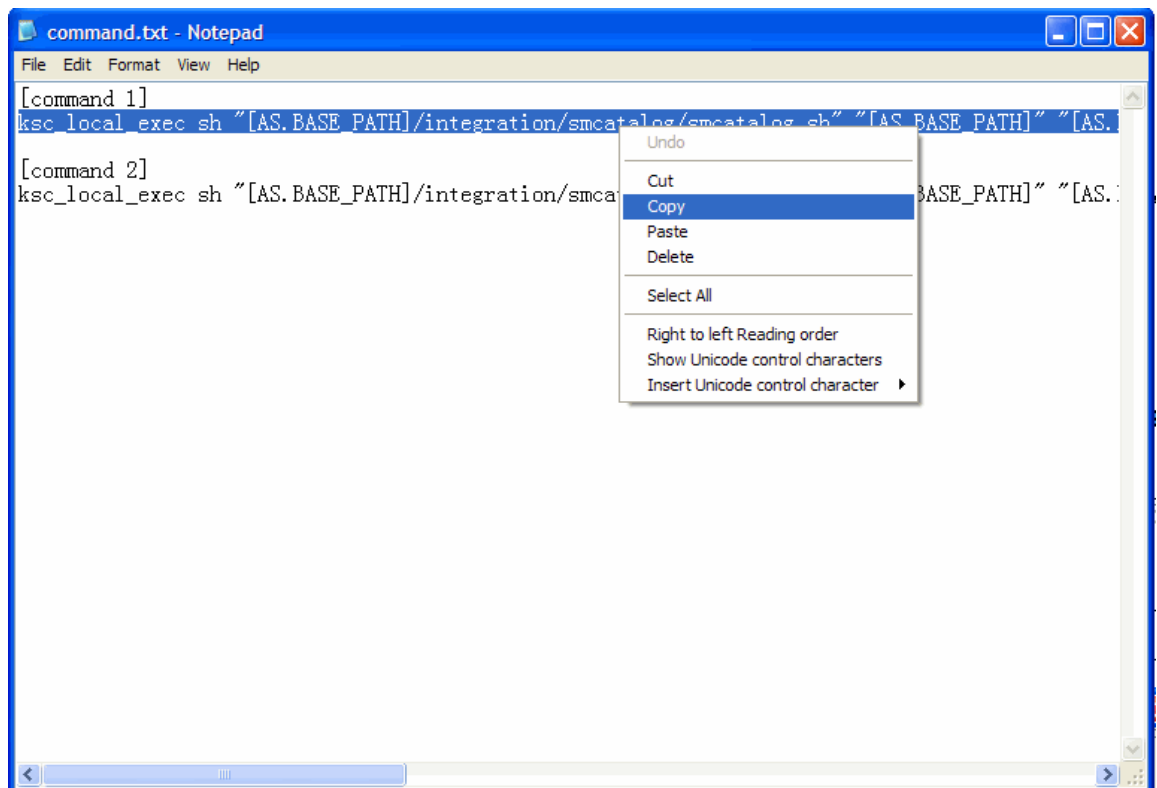 command.txt - Notepad
File Edit Format View Help
[command 1]
ksc_local_exec sh "[AS.BASE_PATH]/integration/smcatalog/smcatalog.sh" "[AS.BASE_PATH]" "[AS.
[command 2]
ksc_local_exec sh "[AS.BASE_PATH]/integration/smca BASE_PATH]" "[AS.
Undo
Cut
Copy
Paste
Delete
Select All
Right to left Reading order
Show Unicode control characters
Insert Unicode control character